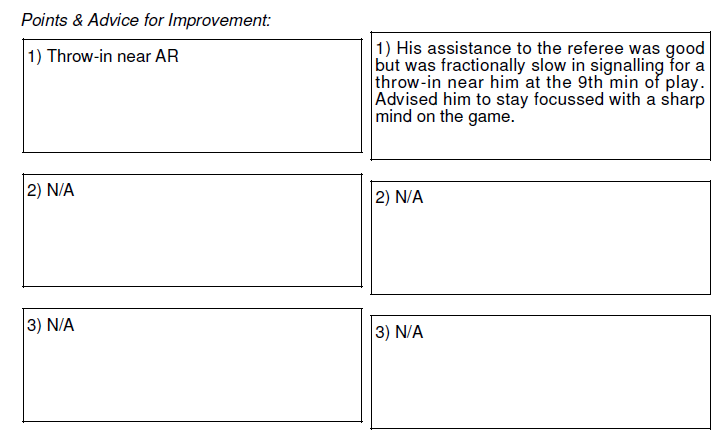 Points & Advice for Improvement:
1) Throw-in near AR
1) His assistance to the referee was good
but was fractionally slow in signalling for a
throw-in near him at the 9th min of play.
Advised him to stay focussed with a sharp
mind on the game.
2) N/A
2) N/A
3) N/A
3) N/A